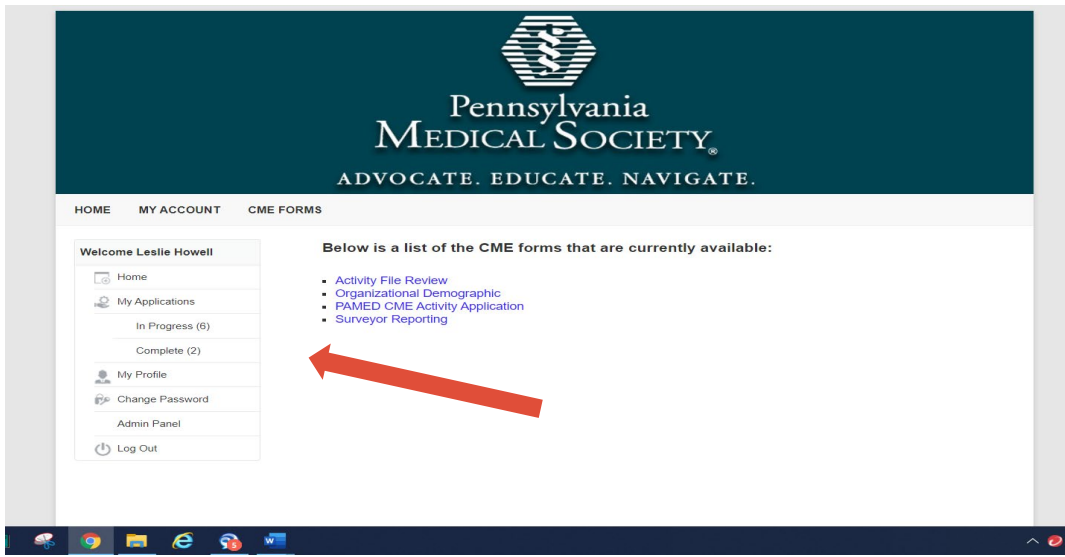 Pennsylvania
MEDICAL SOCIETY®
ADVOCATE. EDUCATE. NAVIGATE.
HOME MY ACCOUNT CME FORMS
Welcome Leslie Howell
Home
My Applications
In Progress (6)
Complete (2)
My Profile
Change Password
Admin Panel
Log Out
Below is a list of the CME forms that are currently available:
Activity File Review
Organizational Demographic
PAMED CME Activity Application
Surveyor Reporting